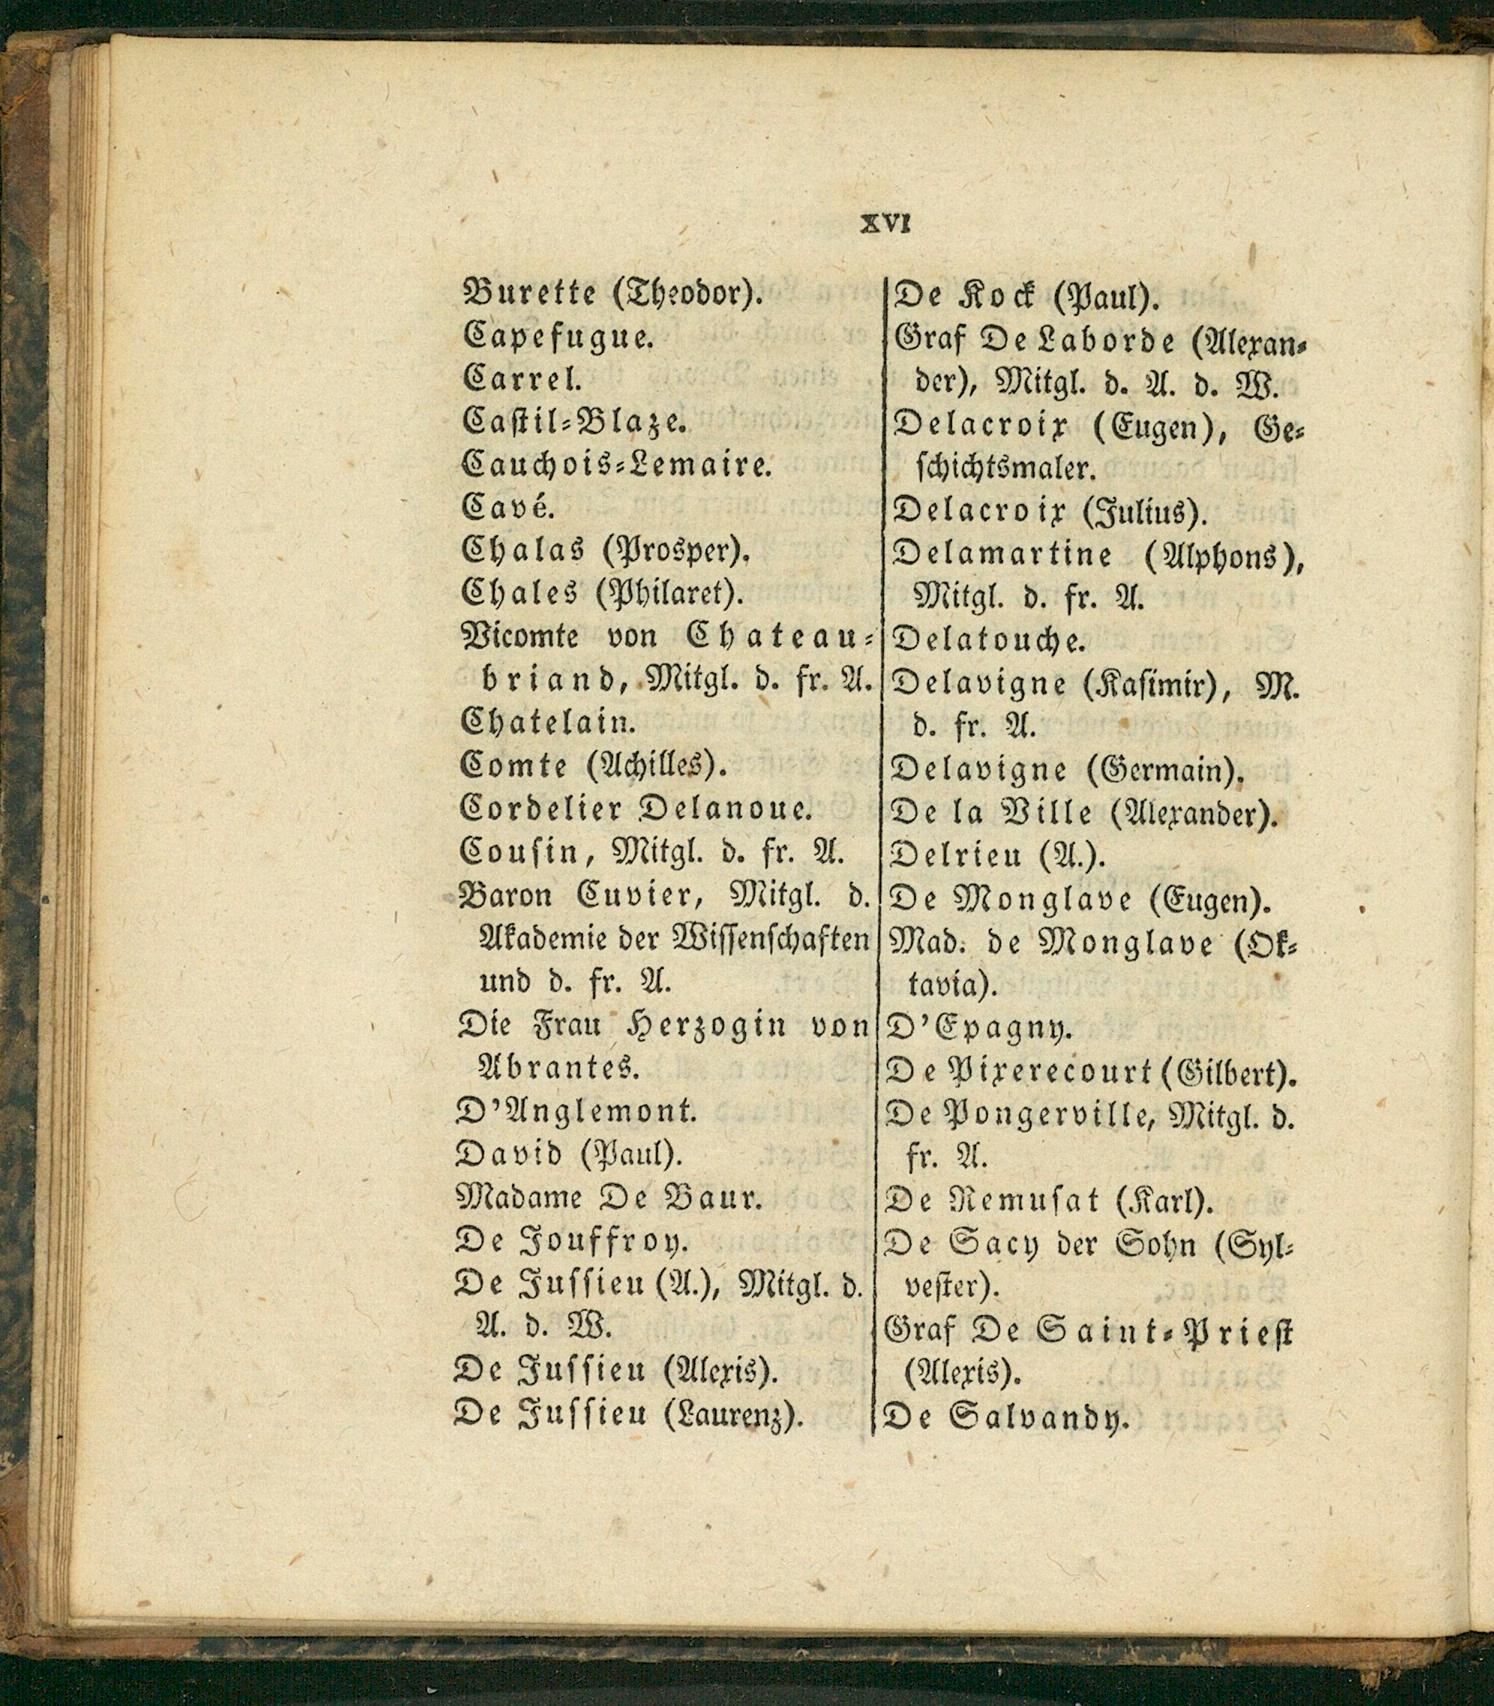 XVI
Burette (Theodor).
Capefugue.
Carrel.
Castil-Blaze.
Cauchois-Lemaire.
Cavé.
Chalas (Prosper).
Chales (Philaret).
Vicomte von Chateau-
briand, Mitgl. d. fr. A.
Chatelain.
Comte (Achilles).
Cordelier Delanoue.
Cousin, Mitgl. d. fr. A.
Baron Cuvier, Mitgl. d.
Akademie der Wissenschaften
und d. fr. A.
Die Frau Herzogin von
Abrantes.
D'Anglemont.
David (Paul).
Madame De Baur.
De Jouffroy.
De Jussieu (A.), Mitgl. d.
A. d. W.
De Jussieu (Alexis).
De Jussieu (Laurenz).
De Kock (Paul).
Graf De Laborde (Alexan-
der), Mitgl. d. A. d. W.
Delacroix (Eugen), Ge-
schichtsmaler.
Delacroix (Julius).
Delamartine (Alphons),
Mitgl. d. fr. A.
Delatouche.
Delavigne (Kasimir), M.
d. fr. A.
Delavigne (Germain).
De la Ville (Alexander).
Delrieu (A.).
De Monglave (Eugen).
Mad. de Monglave (Ok-
tavia).
D'Epagny.
De Pixerecourt (Gilbert).
De Pongerville, Mitgl. d.
fr. A.
De Remusat (Karl).
De Sacy der Sohn (Syl-
vester).
Graf De Saint-Priest
(Alexis).
De Salvandy.